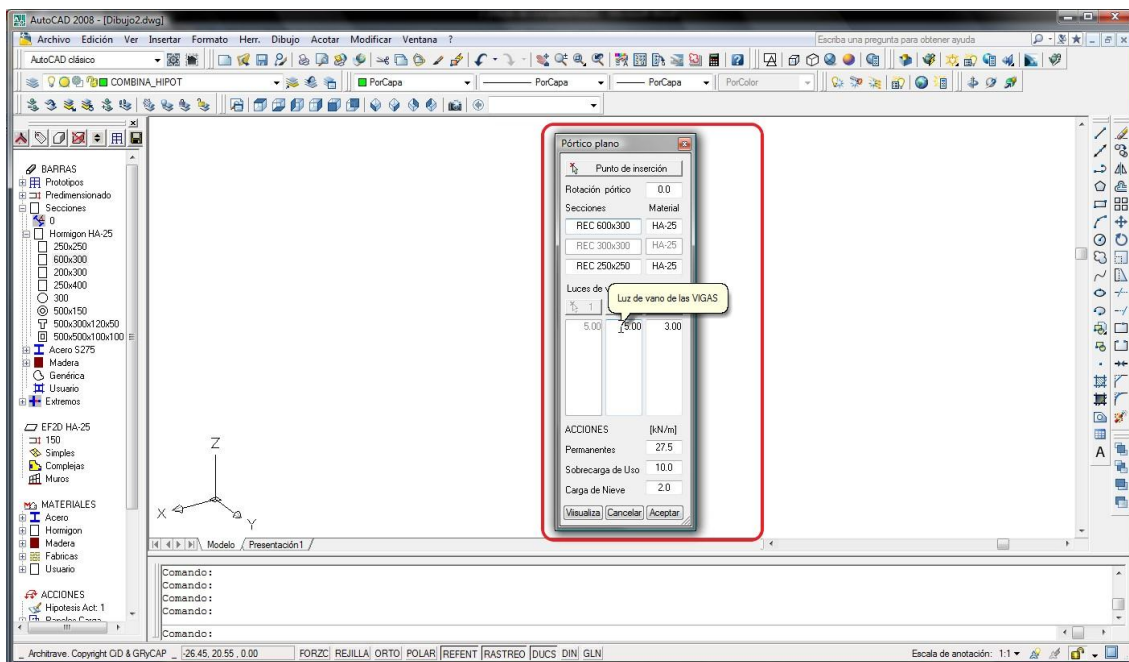 AutoCAD 2008 - [Dibujo2.dwg]
Archivo Edición Ver Insertar Formato Herr. Dibujo Acotar Modificar Ventana ?
Escriba una pregunta para obtener ayuda
AutoCAD clásico
COMBINA_HIPOT
PorCapa
PorCapa
PorCapa
PorColor
BARRAS
Prototipos
Predimensionado
Secciones
0
Hormigon HA-25
250x250
600x300
200x300
250x400
300
500x150
500x300x120x50
500x500x100x100
Acero S275
Madera
Genérica
Usuario
Extremos
EF2D HA-25
150
Simples
Complejas
Muros
MATERIALES
Acero
Hormigon
Madera
Fabricas
Usuario
ACCIONES
Hipotesis Act: 1
Pórtico plano
Punto de inserción
Rotación pórtico 0.0
Secciones Material
REC 600x300 HA-25
REC 300x300 HA-25
REC 250x250 HA-25
Luces de
1
Luz de vano de las VIGAS
5.00 5.00 3.00
ACCIONES [kN/m]
Permanentes 27.5
Sobrecarga de Uso 10.0
Carga de Nieve 2.0
Visualiza Cancelar Aceptar
Z
X
Y
Modelo Presentación1
Comando:
Comando:
Comando:
Comando:
Comando:
_ Architrave. Copyright CiD & GRyCAP _ -26.45, 20.55 , 0.00 FORZC REJILLA ORTO POLAR REFENT RASTREO DUCS DIN GLN Escala de anotación: 1:1